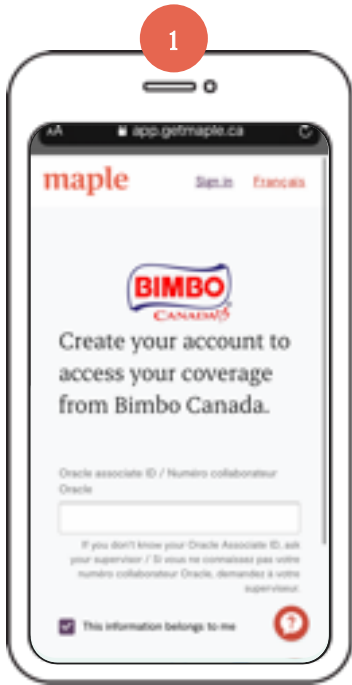 1
AA app.getmaple.ca
maple Sign in Français
BIMBO
CANADA
Create your account to
access your coverage
from Bimbo Canada.
Oracle associate ID / Numéro collaborateur
Oracle
If you don't know your Oracle Associate ID, ask
your supervisor / Si vous ne connaissez pas votre
numéro collaborateur Oracle, demandez à votre
superviseur.
This information belongs to me
?